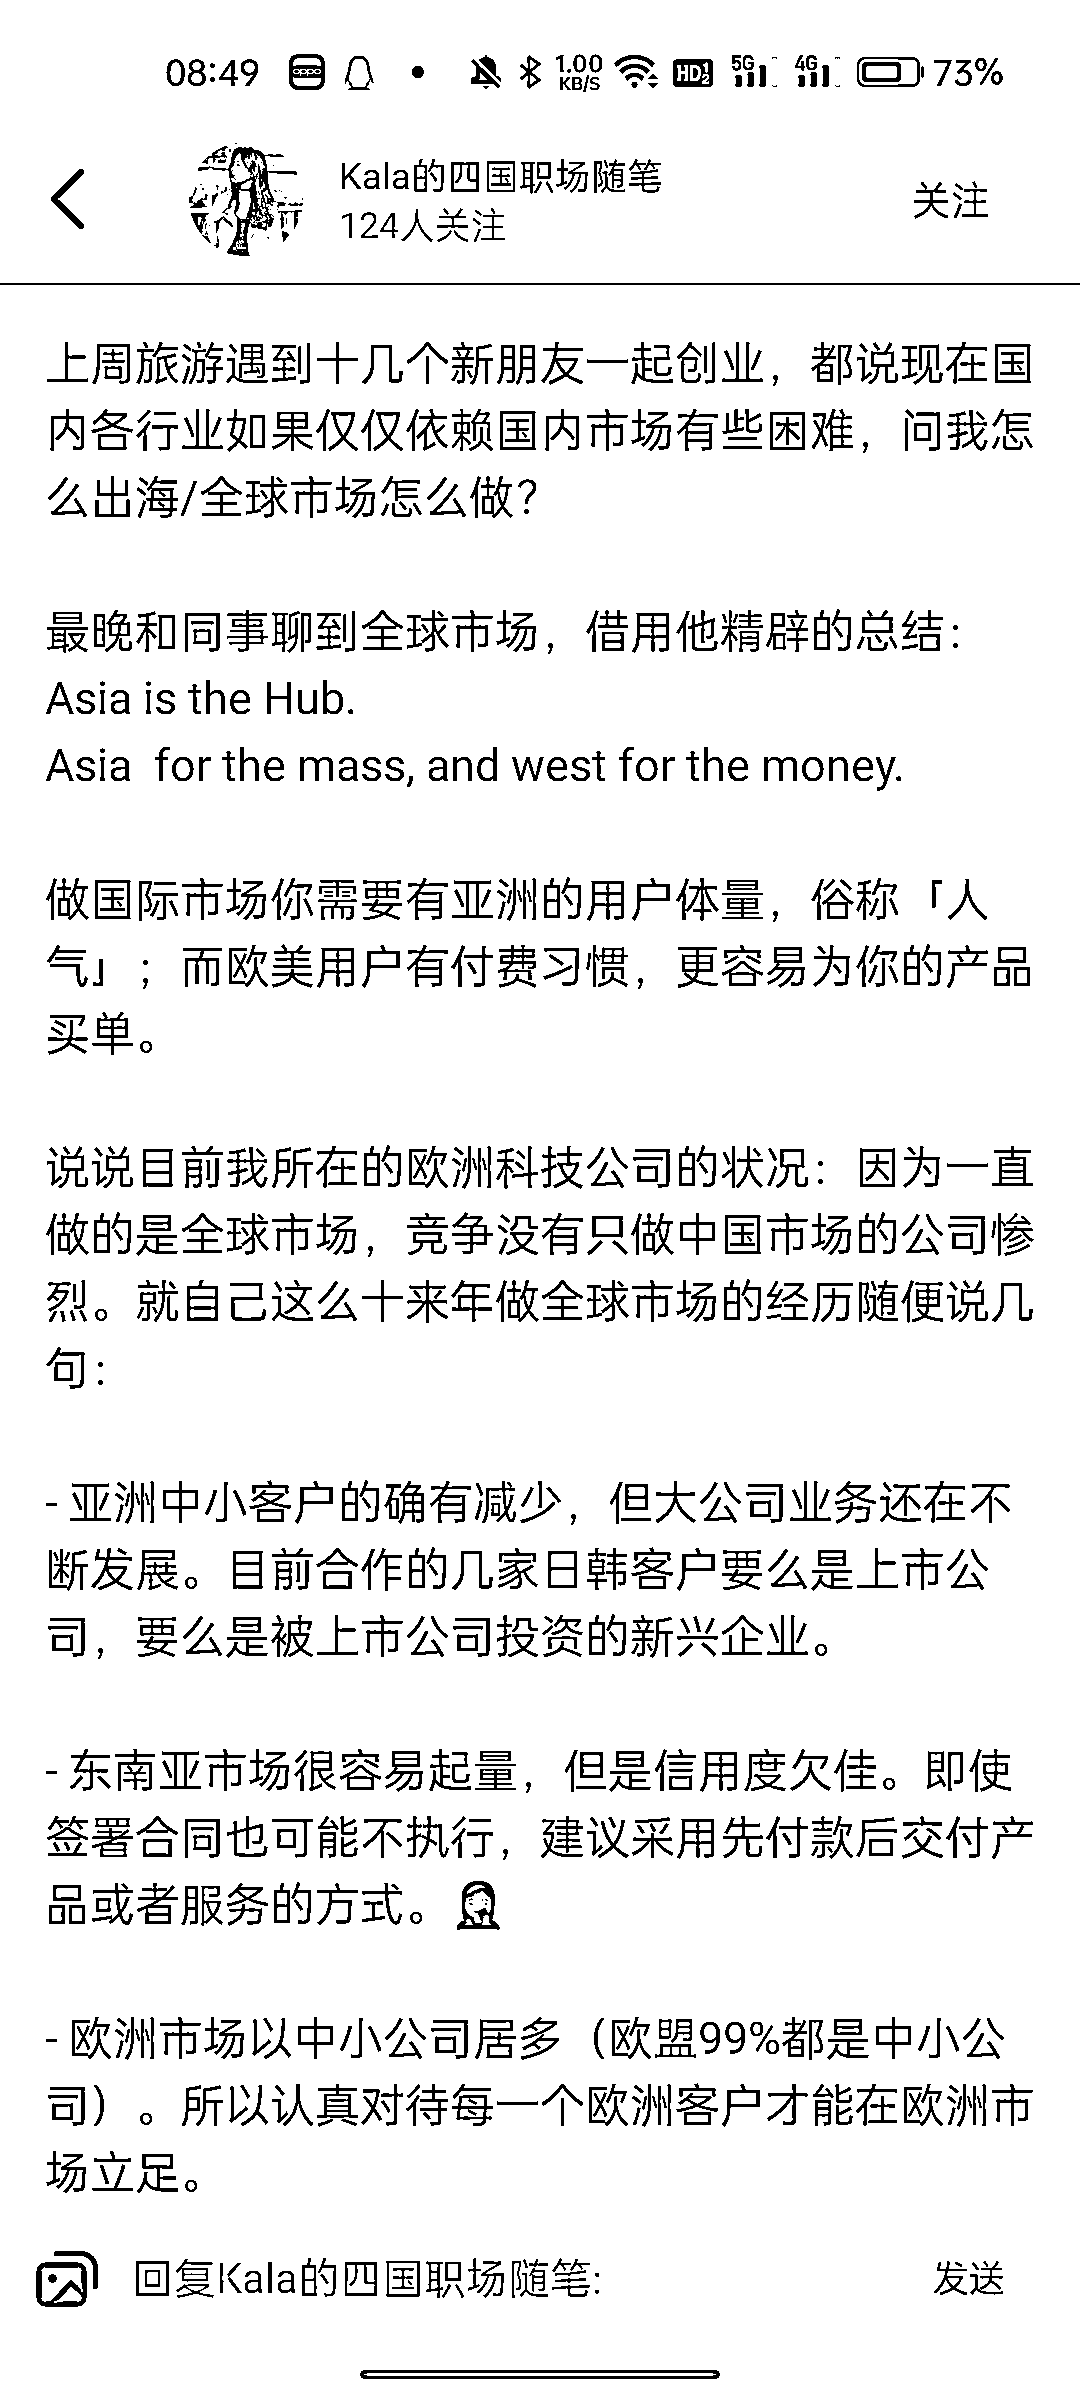 08:49 1.00 KB/S HD 1 2 5G 4G 73%
Kala的四国职场随笔
124人关注
关注
上周旅游遇到十几个新朋友一起创业，都说现在国
内各行业如果仅仅依赖国内市场有些困难，问我怎
么出海/全球市场怎么做？
最晚和同事聊到全球市场，借用他精辟的总结：
Asia is the Hub.
Asia  for the mass, and west for the money.
做国际市场你需要有亚洲的用户体量，俗称「人
气」；而欧美用户有付费习惯，更容易为你的产品
买单。
说说目前我所在的欧洲科技公司的状况：因为一直
做的是全球市场，竞争没有只做中国市场的公司惨
烈。就自己这么十来年做全球市场的经历随便说几
句：
- 亚洲中小客户的确有减少，但大公司业务还在不
断发展。目前合作的几家日韩客户要么是上市公
司，要么是被上市公司投资的新兴企业。
- 东南亚市场很容易起量，但是信用度欠佳。即使
签署合同也可能不执行，建议采用先付款后交付产
品或者服务的方式。
- 欧洲市场以中小公司居多（欧盟99%都是中小公
司）。所以认真对待每一个欧洲客户才能在欧洲市
场立足。
回复Kala的四国职场随笔:
发送